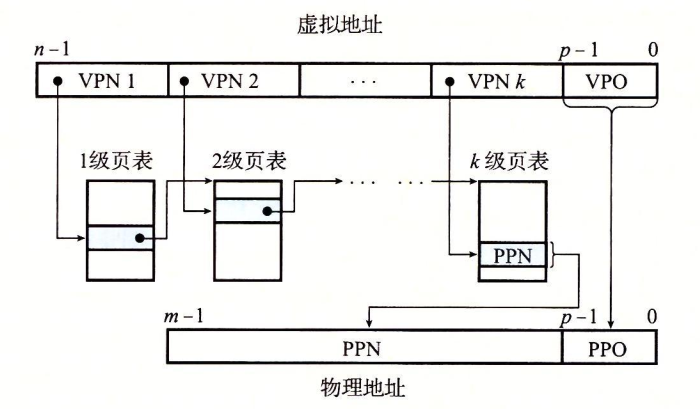 虚拟地址
n-1 p-1 0
VPN 1 VPN 2 ... VPN k VPO
1级页表 2级页表 k 级页表
... ...
PPN
m-1 p-1 0
PPN PPO
物理地址